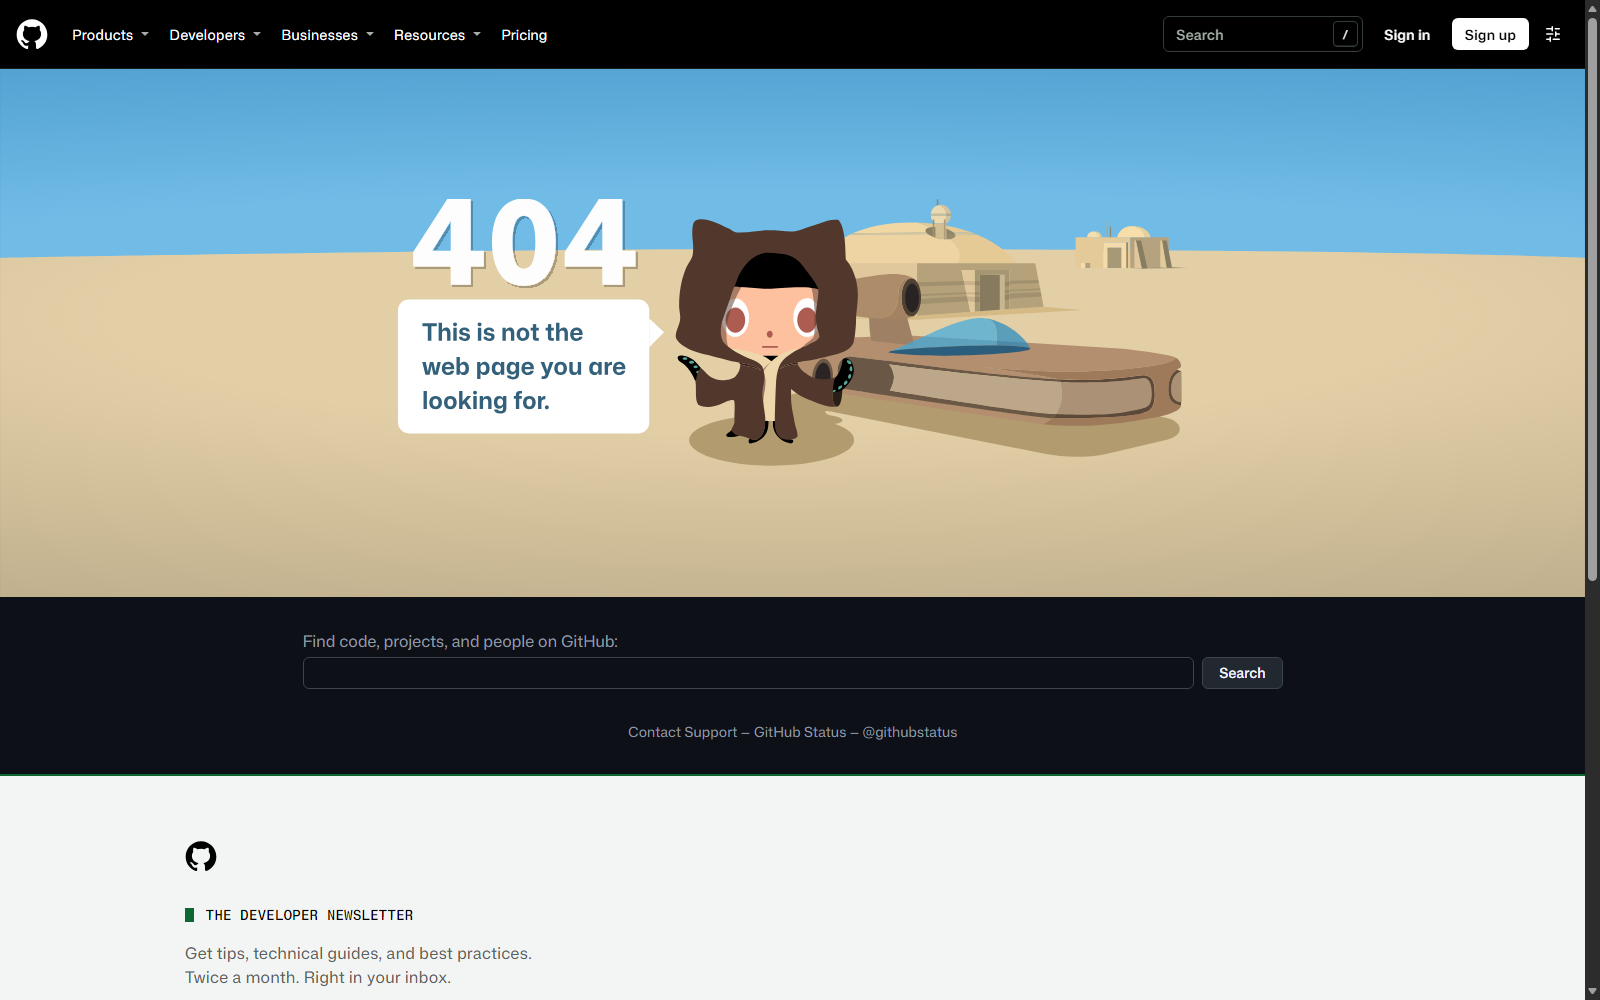 Products
Developers
Businesses
Resources
Pricing
Search
/
Sign in
Sign up
404
This is not the
web page you are
looking for.
Find code, projects, and people on GitHub:
Search
Contact Support — GitHub Status — @githubstatus
THE DEVELOPER NEWSLETTER
Get tips, technical guides, and best practices.
Twice a month. Right in your inbox.